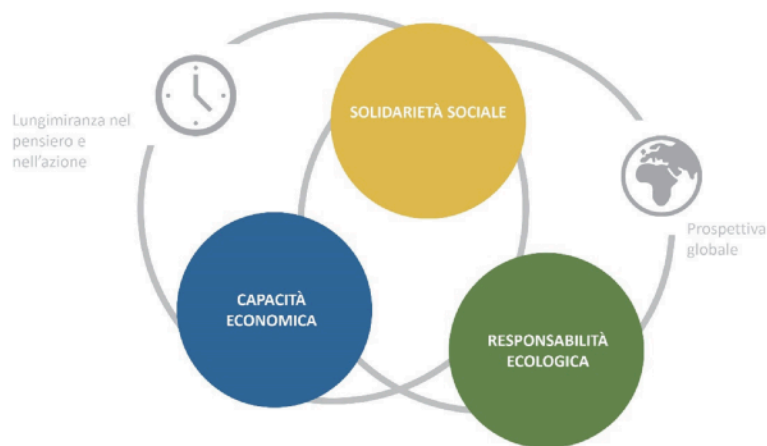 SOLIDARIETÀ SOCIALE
Lungimiranza nel
pensiero e
nell'azione
Prospettiva
globale
CAPACITÀ
ECONOMICA
RESPONSABILITÀ
ECOLOGICA